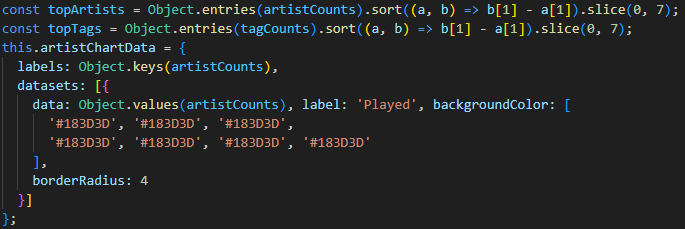 const topArtists = Object.entries(artistCounts).sort((a, b) => b[1] - a[1]).slice(0, 7);
const topTags = Object.entries(tagCounts).sort((a, b) => b[1] - a[1]).slice(0, 7);
this.artistChartData = {
labels: Object.keys(artistCounts),
datasets: [{
data: Object.values(artistCounts), label: 'Played', backgroundColor: [
'#183D3D', '#183D3D', '#183D3D',
'#183D3D', '#183D3D', '#183D3D', '#183D3D'
],
borderRadius: 4
}]
};